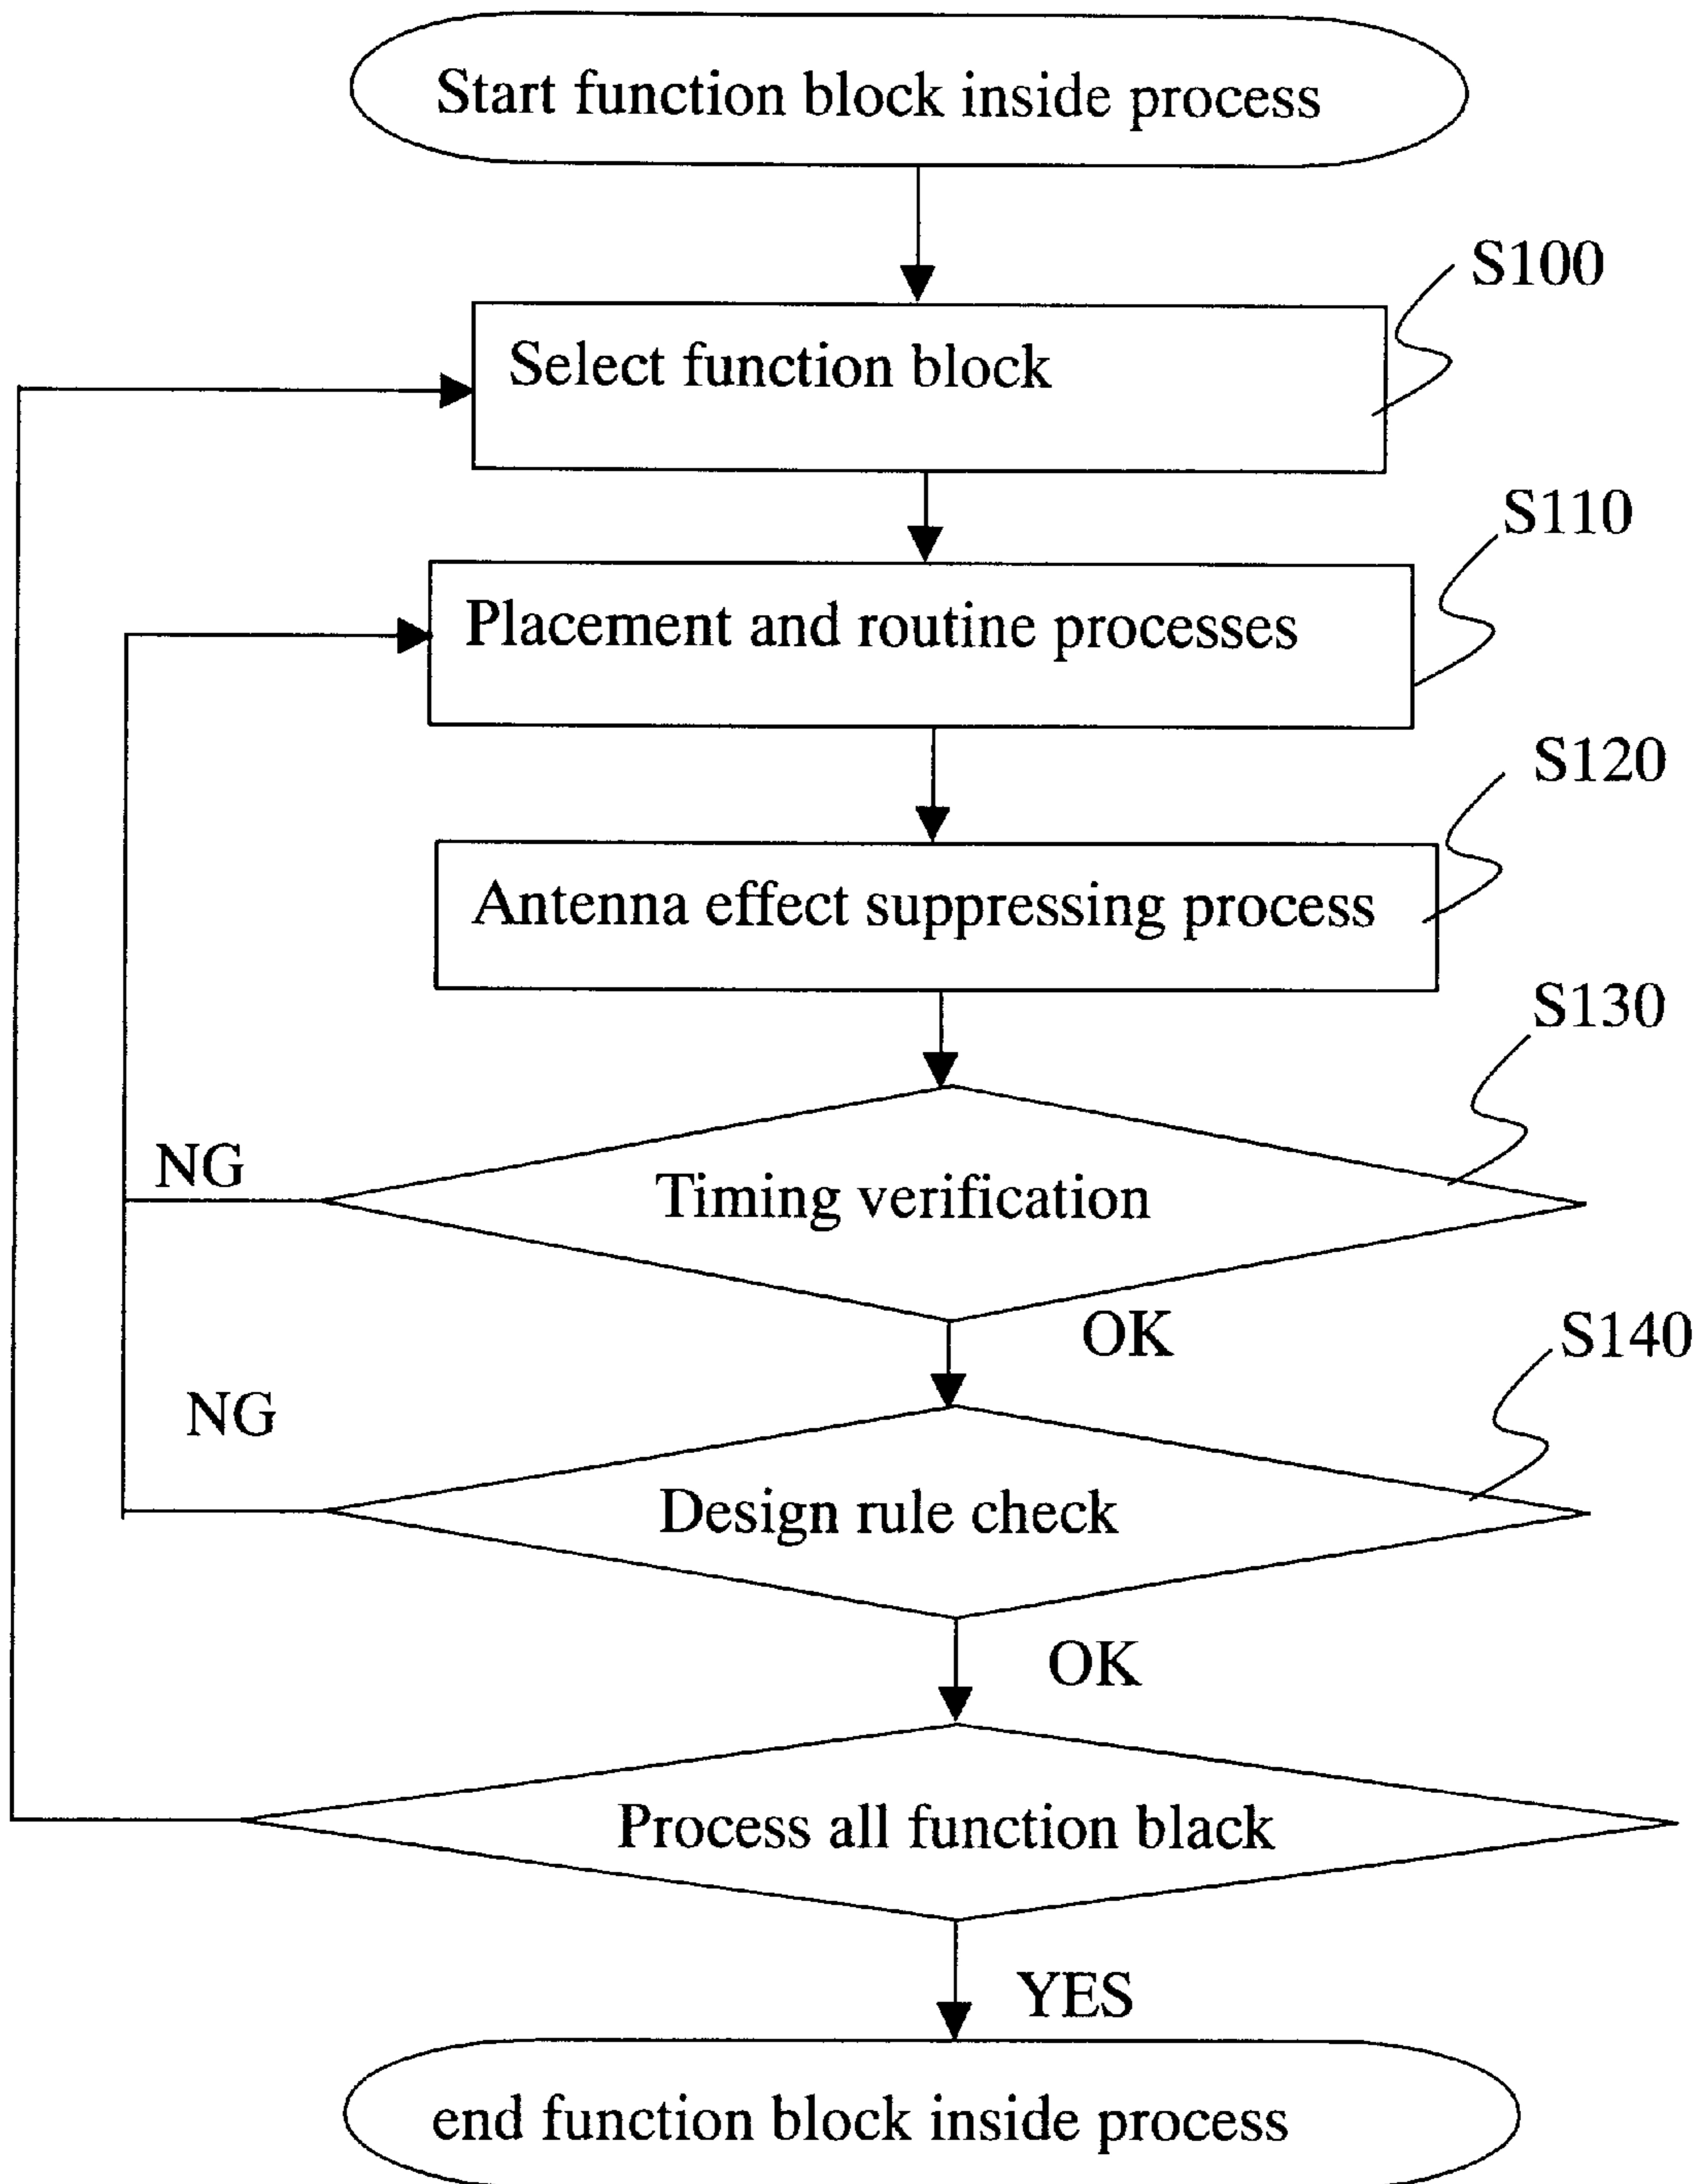 Start function block inside process
S100
Select function block
S110
Placement and routine processes
S120
Antenna effect suppressing process
S130
NG
Timing verification
OK
S140
NG
Design rule check
OK
Process all function black
YES
end function block inside process